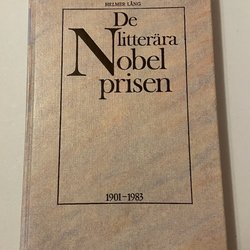 HELMER LÅNG
De
litterära
Nobel
prisen
1901–1983